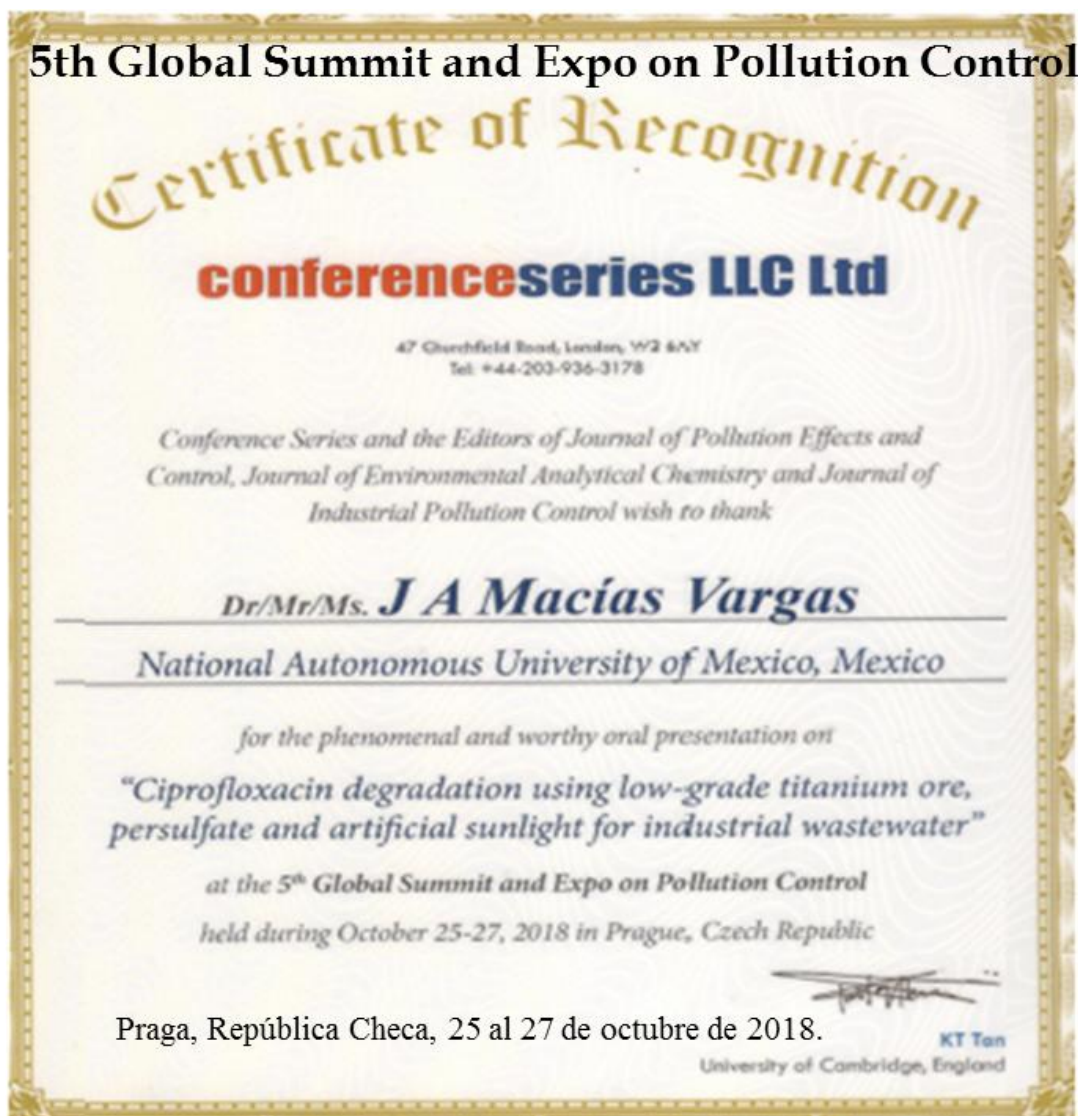 5th Global Summit and Expo on Pollution Control
Certificate of Recognition
conferenceseries LLC Ltd
47 Churchfield Road, London, W3 6AY
Tel: +44-203-936-3178
Conference Series and the Editors of Journal of Pollution Effects and
Control, Journal of Environmental Analytical Chemistry and Journal of
Industrial Pollution Control wish to thank
Dr/Mr/Ms. J A Macías Vargas
National Autonomous University of Mexico, Mexico
for the phenomenal and worthy oral presentation on
“Ciprofloxacin degradation using low-grade titanium ore,
persulfate and artificial sunlight for industrial wastewater”
at the 5th Global Summit and Expo on Pollution Control
held during October 25-27, 2018 in Prague, Czech Republic
Praga, República Checa, 25 al 27 de octubre de 2018.
KT Tan
University of Cambridge, England